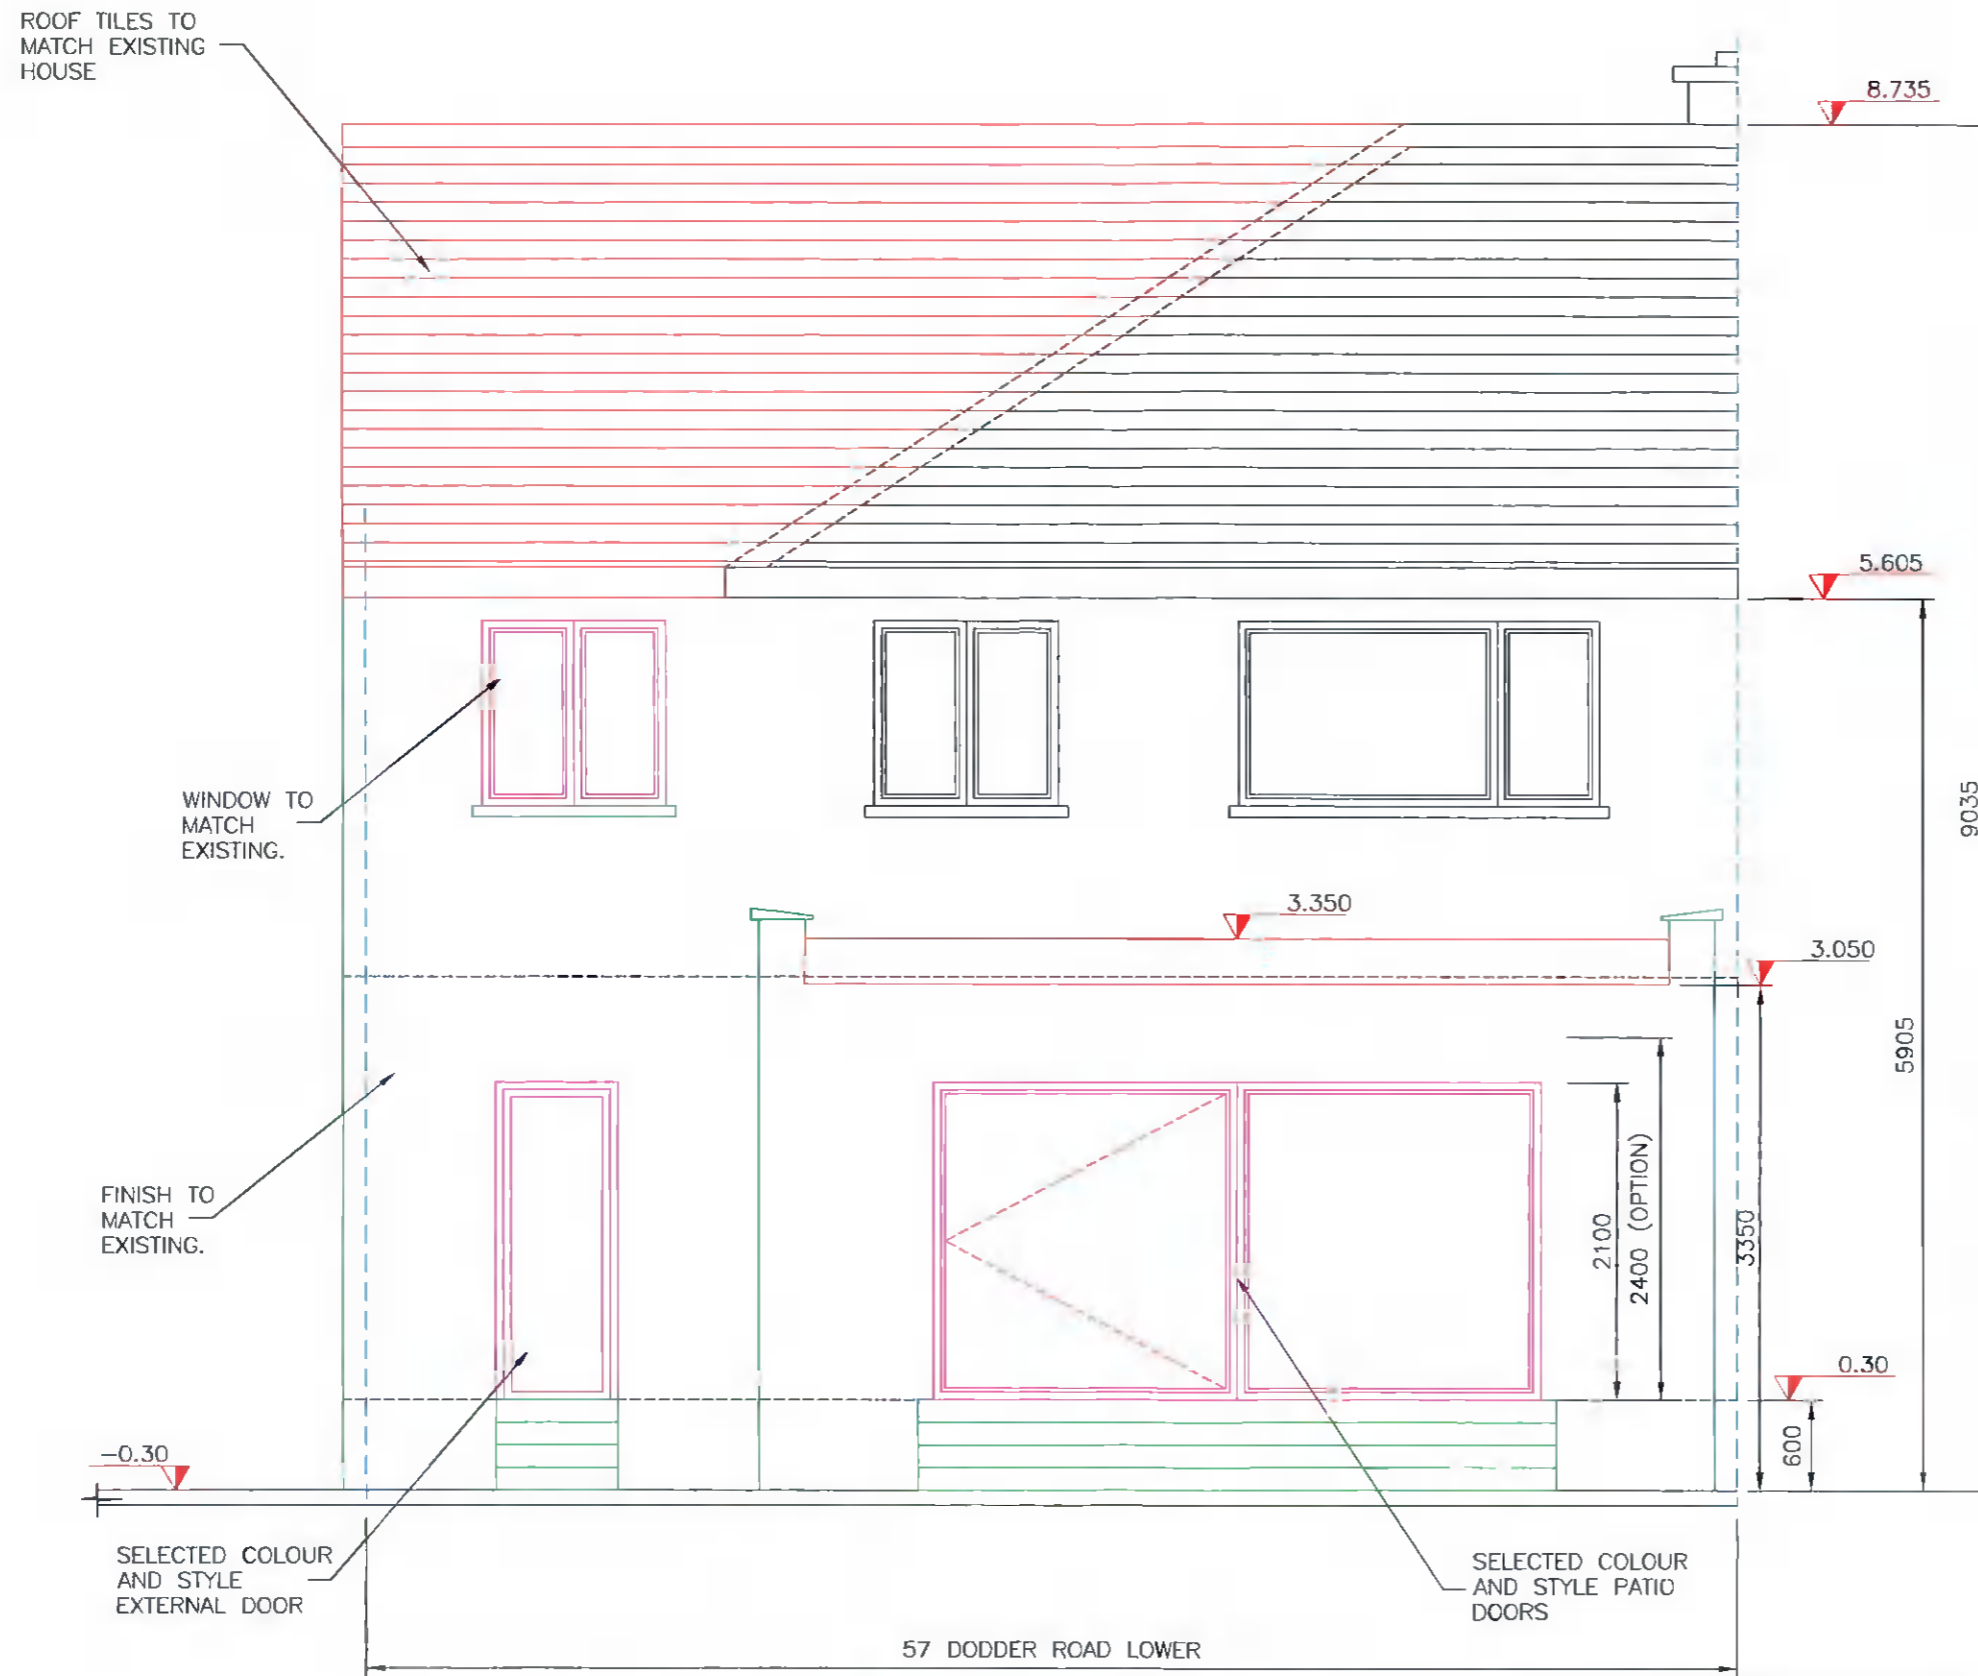 ROOF TILES TO
MATCH EXISTING
HOUSE
8.735
5.605
WINDOW TO
MATCH
EXISTING.
9035
3.350
3.050
5905
FINISH TO
MATCH
EXISTING.
2100
2400 (OPTION)
3350
0.30
600
-0.30
SELECTED COLOUR
AND STYLE
EXTERNAL DOOR
SELECTED COLOUR
AND STYLE PATIO
DOORS
57 DODDER ROAD LOWER